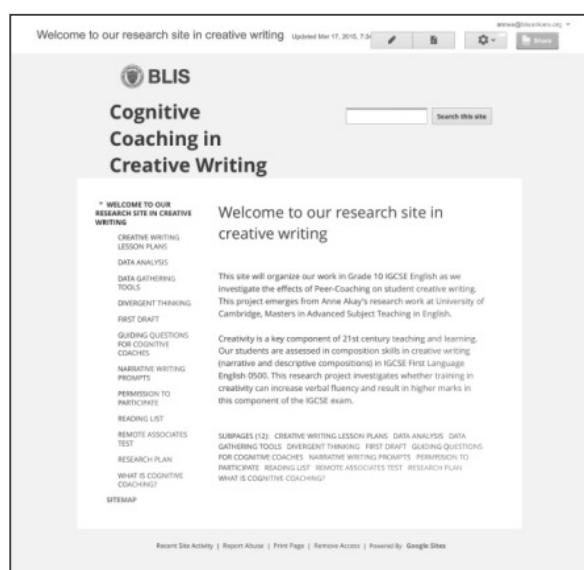 Welcome to our research site in creative writing Updated Mar 17, 2015, 7:34
Share
BLIS
Cognitive
Coaching in
Creative Writing
Search this site
WELCOME TO OUR
RESEARCH SITE IN CREATIVE
WRITING
CREATIVE WRITING
LESSON PLANS
DATA ANALYSIS
DATA GATHERING
TOOLS
DIVERGENT THINKING
FIRST DRAFT
GUIDING QUESTIONS
FOR COGNITIVE
COACHES
NARRATIVE WRITING
PROMPTS
PERMISSION TO
PARTICIPATE
READING LIST
REMOTE ASSOCIATES
TEST
RESEARCH PLAN
WHAT IS COGNITIVE
COACHING?
SITEMAP
Welcome to our research site in
creative writing
This site will organize our work in Grade 10 IGCSE English as we
investigate the effects of Peer-Coaching on student creative writing.
This project emerges from Anne Akay's research work at University of
Cambridge, Masters in Advanced Subject Teaching in English.
Creativity is a key component of 21st century teaching and learning.
Our students are assessed in composition skills in creative writing
(narrative and descriptive compositions) in IGCSE First Language
English 0500. This research project investigates whether training in
creativity can increase verbal fluency and result in higher marks in
this component of the IGCSE exam.
SUBPAGES (12): CREATIVE WRITING LESSON PLANS DATA ANALYSIS DATA
GATHERING TOOLS DIVERGENT THINKING FIRST DRAFT GUIDING QUESTIONS
FOR COGNITIVE COACHES NARRATIVE WRITING PROMPTS PERMISSION TO
PARTICIPATE READING LIST REMOTE ASSOCIATES TEST RESEARCH PLAN
WHAT IS COGNITIVE COACHING?
Recent Site Activity | Report Abuse | Print Page | Remove Access | Powered By Google Sites